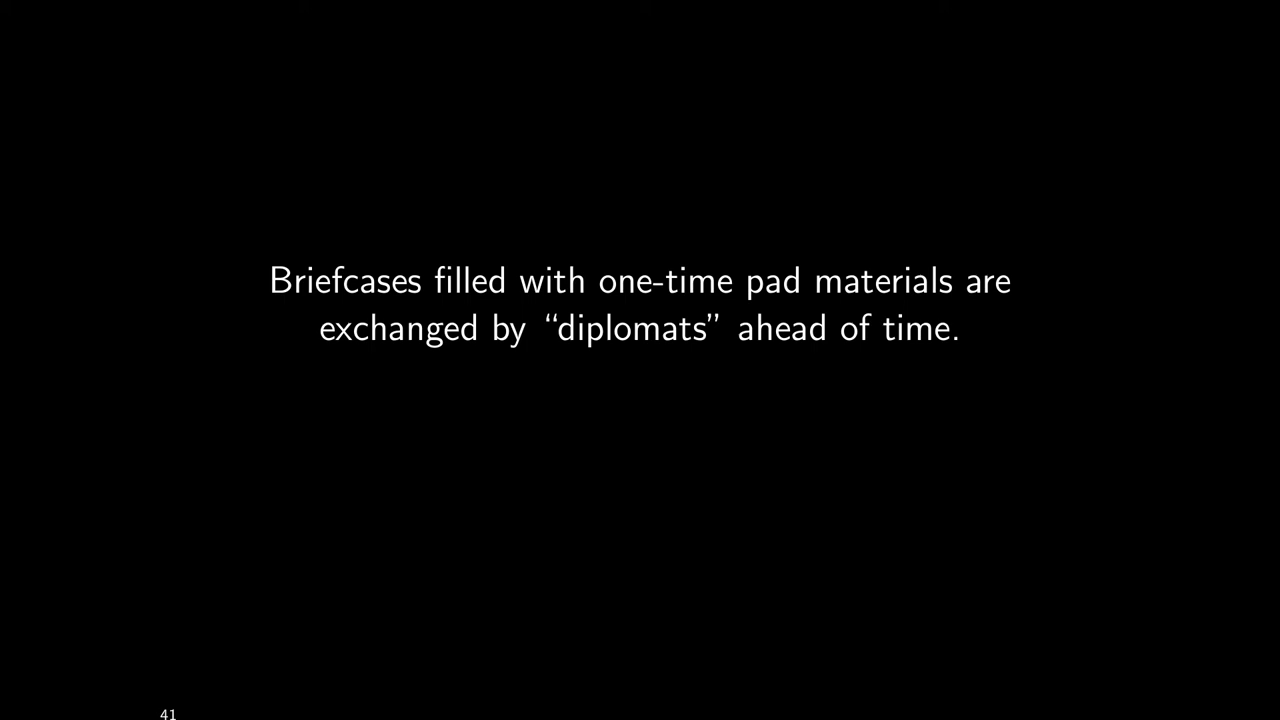 Briefcases filled with one-time pad materials are
exchanged by “diplomats” ahead of time.
41